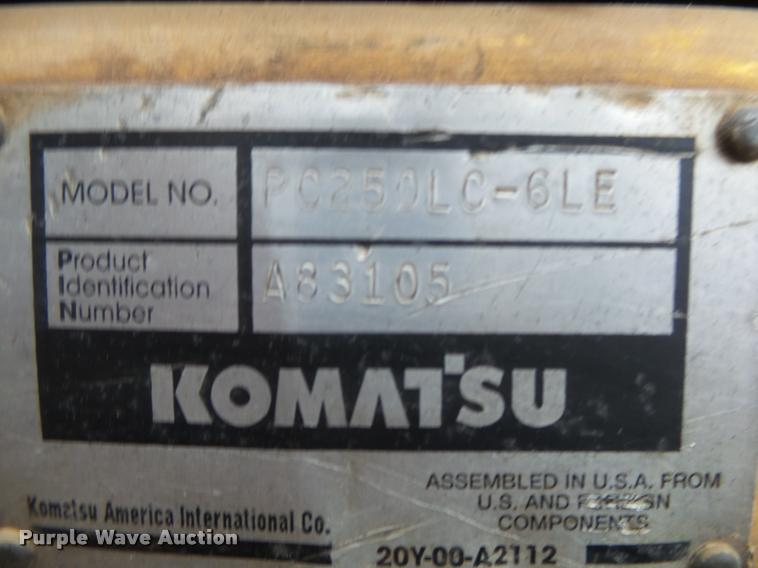 MODEL NO. PC250LC-6LE
Product
Identification
Number
A83105
KOMATSU
ASSEMBLED IN U.S.A. FROM
U.S. AND FOREIGN
COMPONENTS
Komatsu America International Co.
20Y-00-A2112
Purple Wave Auction